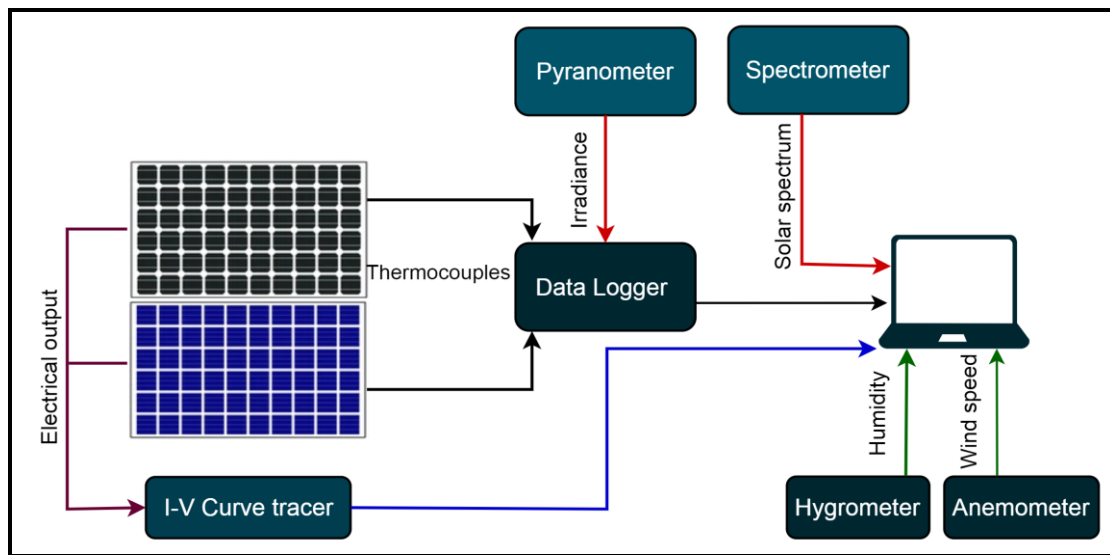 Pyranometer
Spectrometer
Irradiance
Solar spectrum
Thermocouples
Data Logger
Electrical output
Humidity
Wind speed
I-V Curve tracer
Hygrometer
Anemometer